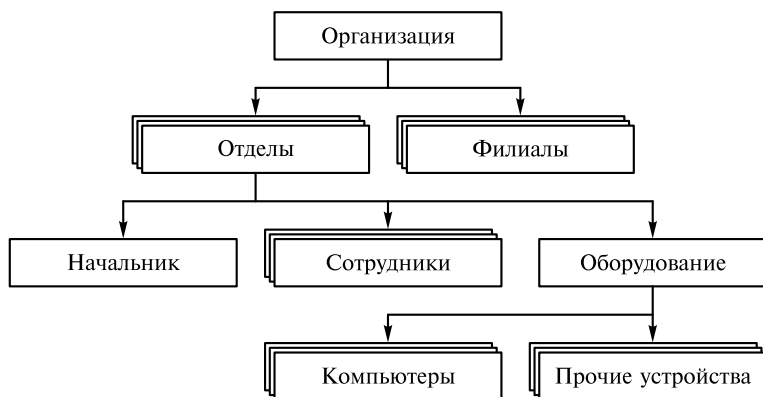 Организация
Отделы
Филиалы
Начальник
Сотрудники
Оборудование
Компьютеры
Прочие устройства